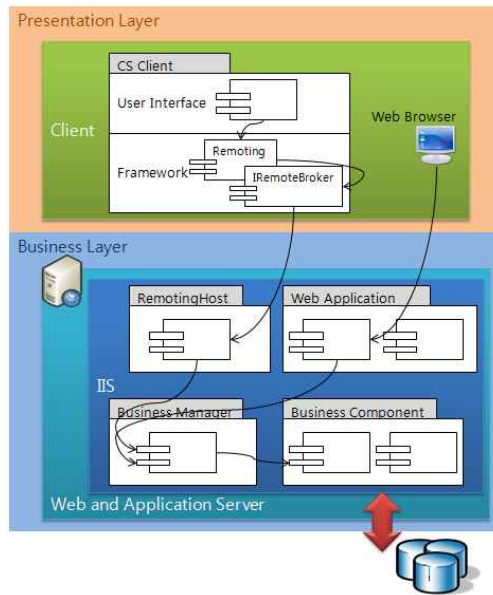 Presentation Layer
CS Client
User Interface
Web Browser
Client
Remoting
Framework
IRemoteBroker
Business Layer
RemotingHost
Web Application
IIS
Business Manager
Business Component
Web and Application Server